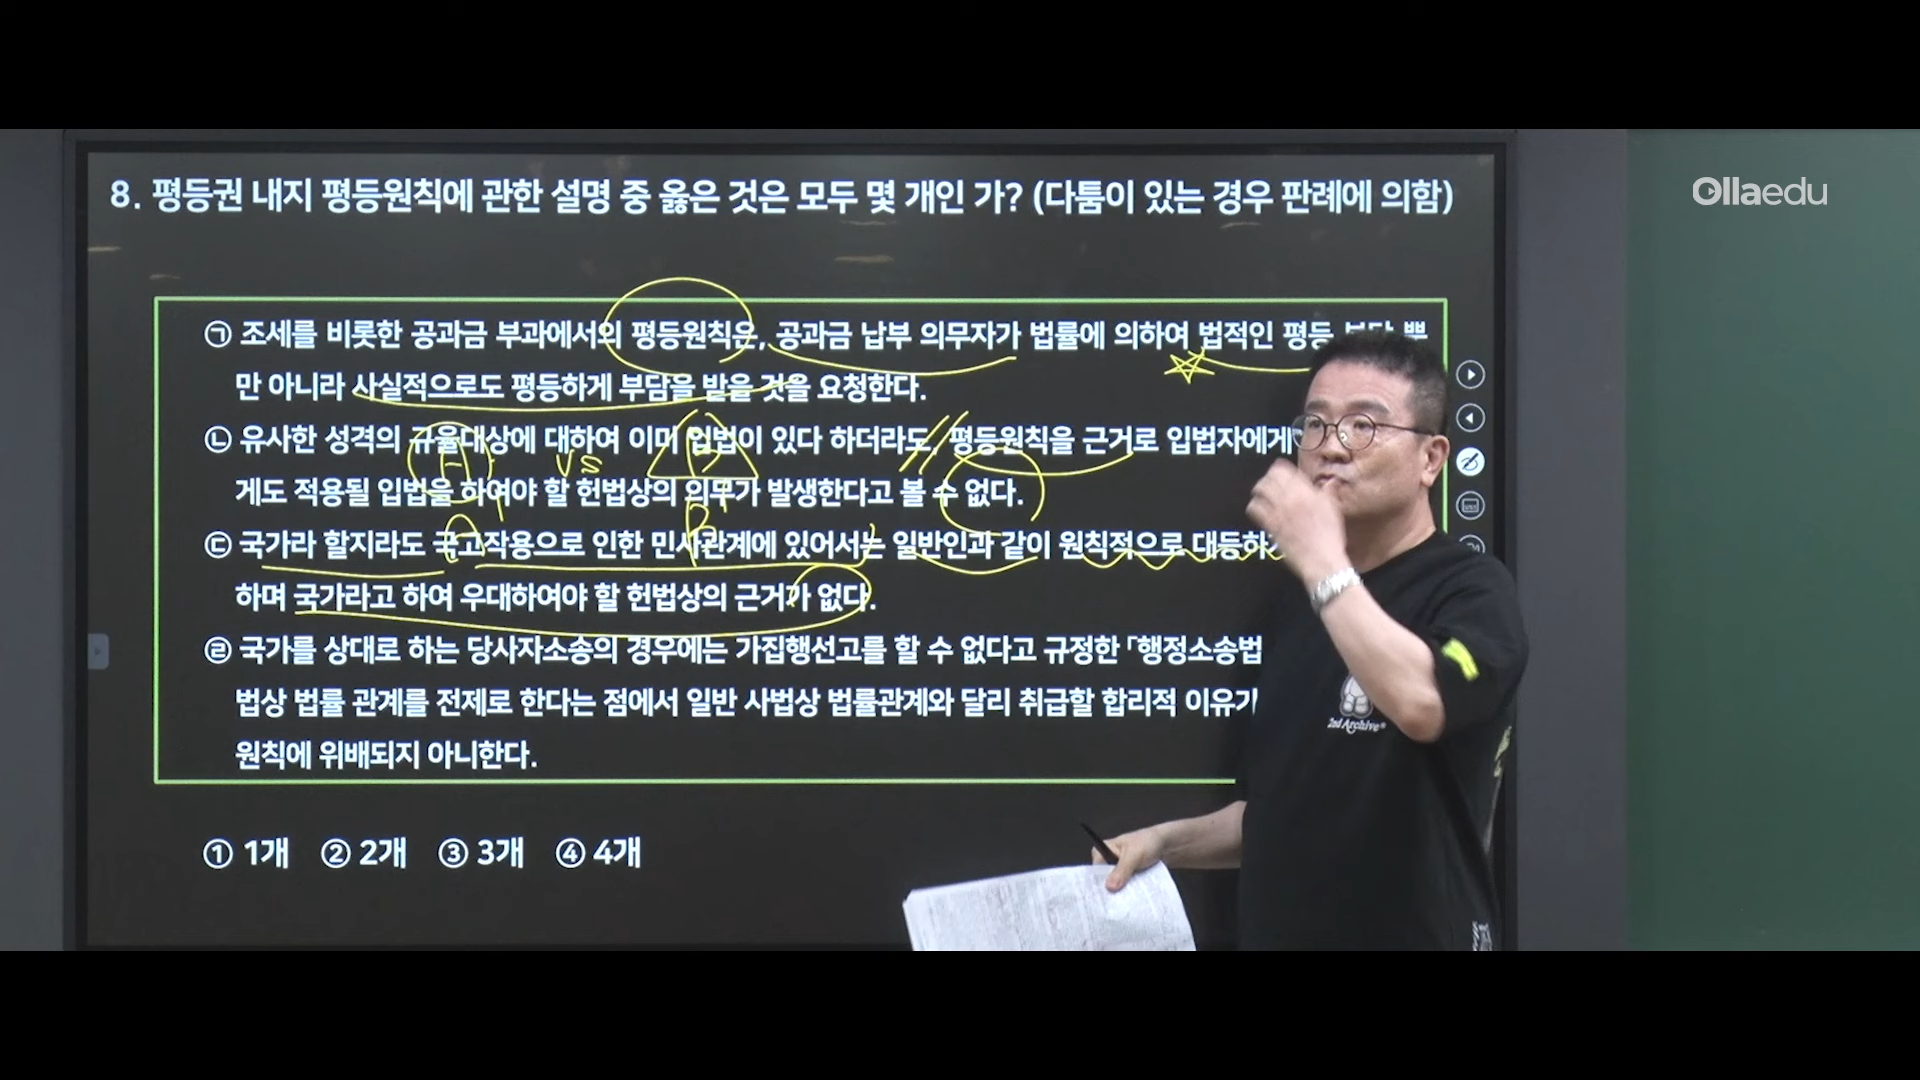 8. 평등권 내지 평등원칙에 관한 설명 중 옳은 것은 모두 몇 개인 가? (다툼이 있는 경우 판례에 의함)
Ollaedu
㉠ 조세를 비롯한 공과금 부과에서의 평등원칙은, 공과금 납부 의무자가 법률에 의하여 법적인 평등
만 아니라 사실적으로도 평등하게 부담을 받을 것을 요청한다.
㉡ 유사한 성격의 규율대상에 대하여 이미 입법이 있다 하더라도, 평등원칙을 근거로 입법자에게
게도 적용될 입법을 하여야 할 헌법상의 의무가 발생한다고 볼 수 없다.
A vs B
A' B'
㉢ 국가라 할지라도 국고작용으로 인한 민사관계에 있어서는 일반인과 같이 원칙적으로
하며 국가라고 하여 우대하여야 할 헌법상의 근거가 없다.
㉣ 국가를 상대로 하는 당사자소송의 경우에는 가집행선고를 할 수 없다고 규정한 「행정소송법
법상 법률 관계를 전제로 한다는 점에서 일반 사법상 법률관계와 달리 취급할 합리적
원칙에 위배되지 아니한다.
① 1개 ② 2개 ③ 3개 ④ 4개
2nd Archive